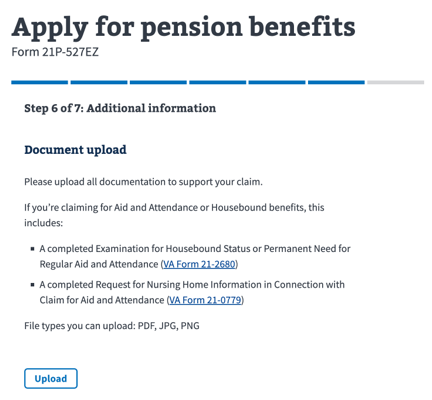 Apply for pension benefits
Form 21P-527EZ
Step 6 of 7: Additional information
Document upload
Please upload all documentation to support your claim.
If you're claiming for Aid and Attendance or Housebound benefits, this
includes:
A completed Examination for Housebound Status or Permanent Need for
Regular Aid and Attendance (VA Form 21-2680)
A completed Request for Nursing Home Information in Connection with
Claim for Aid and Attendance (VA Form 21-0779)
File types you can upload: PDF, JPG, PNG
Upload